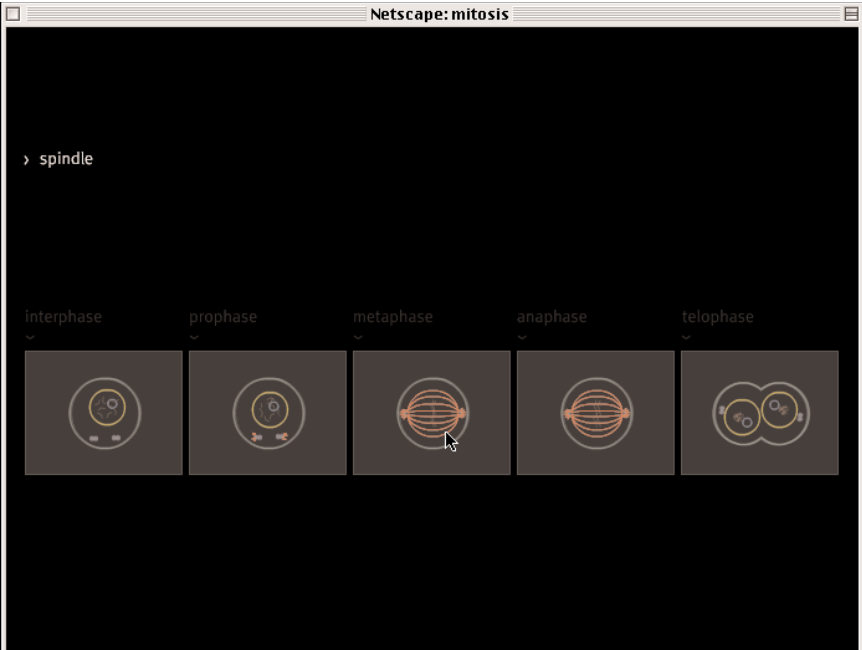 Netscape: mitosis
› spindle
interphase prophase metaphase anaphase telophase